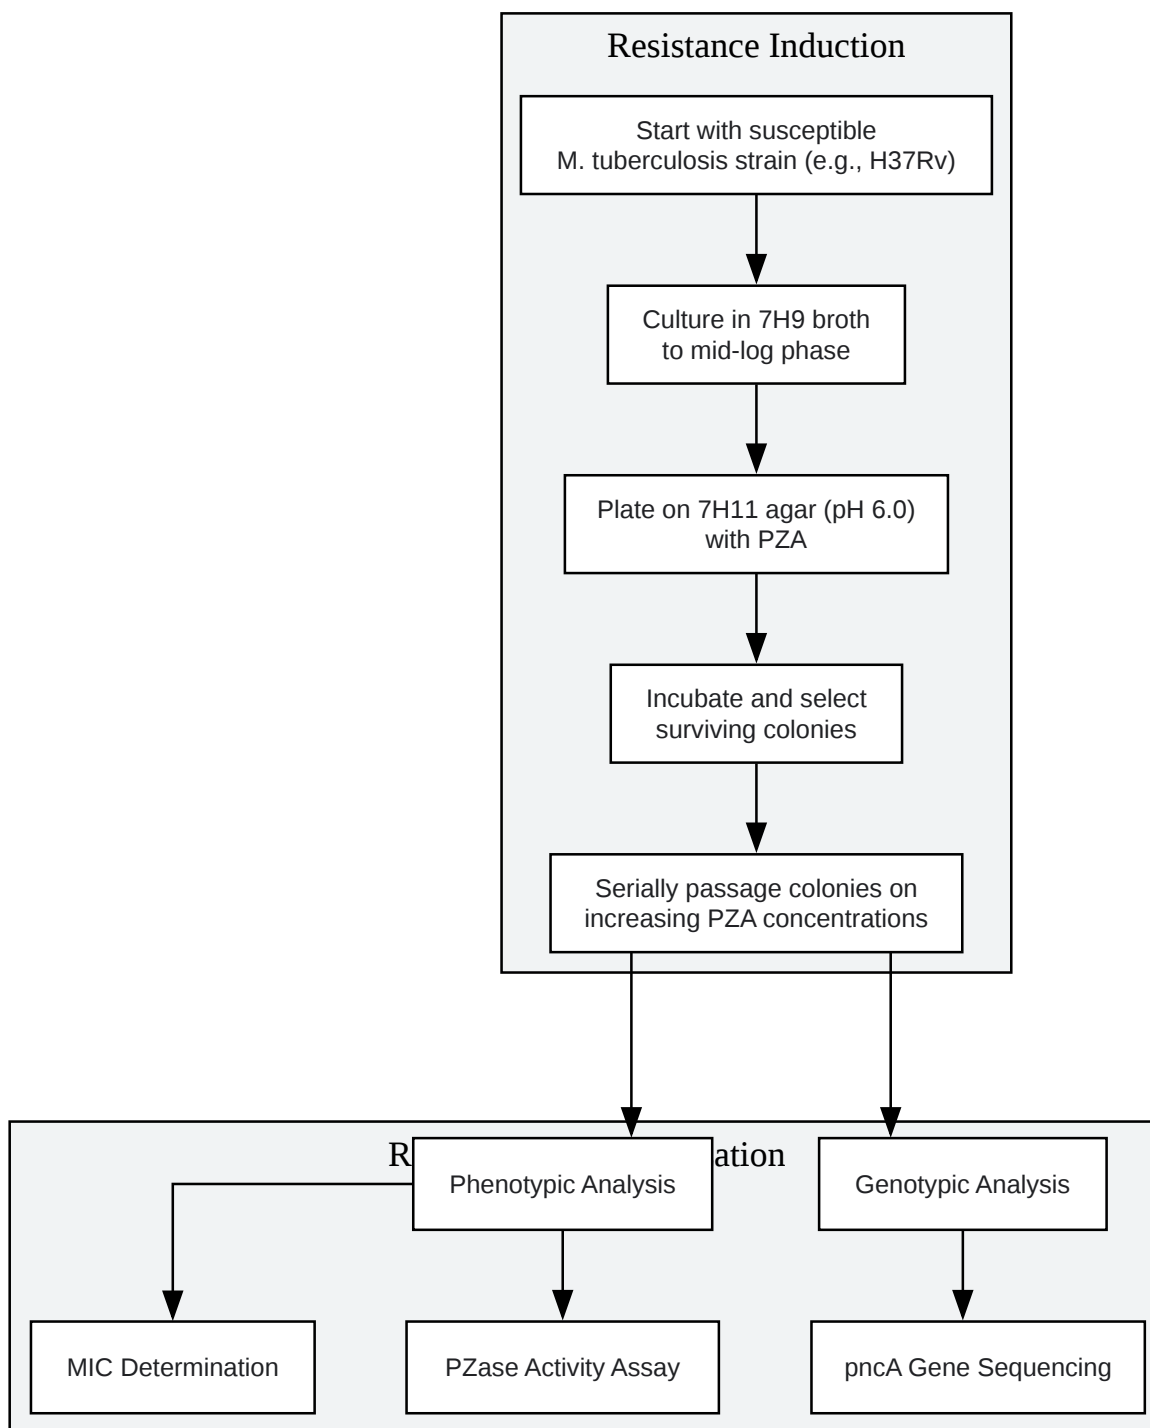 Resistance Induction
Start with susceptible
M. tuberculosis strain (e.g., H37Rv)
Culture in 7H9 broth
to mid-log phase
Plate on 7H11 agar (pH 6.0)
with PZA
Incubate and select
surviving colonies
Serially passage colonies on
increasing PZA concentrations
Phenotypic Analysis
Genotypic Analysis
MIC Determination
PZase Activity Assay
pncA Gene Sequencing